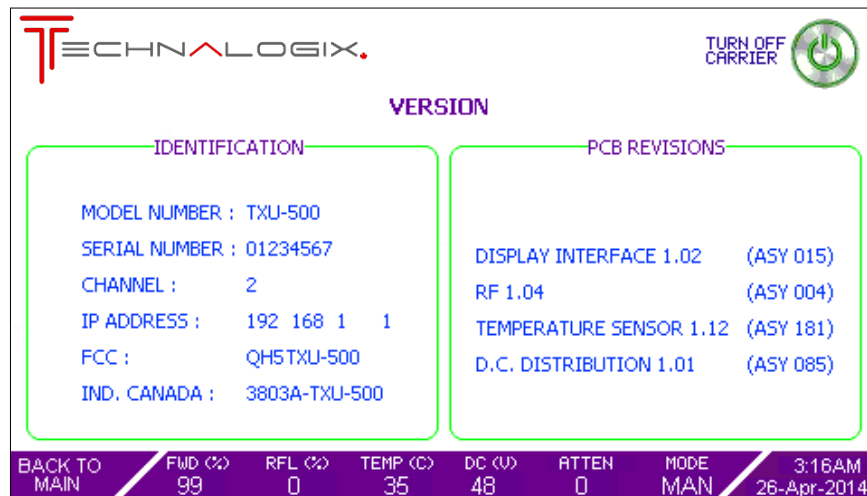 TECHNALOGIX.
TURN OFF
CARRIER
VERSION
IDENTIFICATION
MODEL NUMBER : TXU-500
SERIAL NUMBER : 01234567
CHANNEL : 2
IP ADDRESS : 192 168 1 1
FCC : QH5TXU-500
IND. CANADA : 3803A-TXU-500
PCB REVISIONS
DISPLAY INTERFACE 1.02 (ASY 015)
RF 1.04 (ASY 004)
TEMPERATURE SENSOR 1.12 (ASY 181)
D.C. DISTRIBUTION 1.01 (ASY 085)
BACK TO
MAIN
FWD (%) RFL (%) TEMP (C) DC (V) ATTEN MODE 3:16AM
99 0 35 48 0 MAN 26-Apr-2014